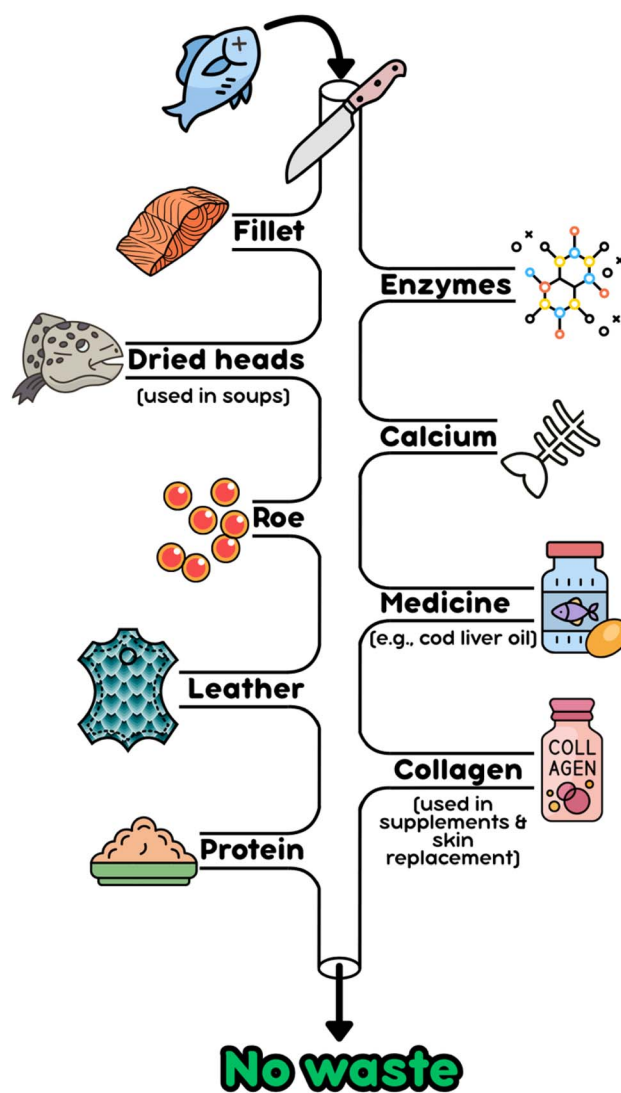 Fillet
Enzymes
Dried heads
(used in soups)
Calcium
Roe
Medicine
(e.g., cod liver oil)
Leather
COLL
AGEN
Collagen
(used in
supplements &
skin
replacement)
Protein
No waste